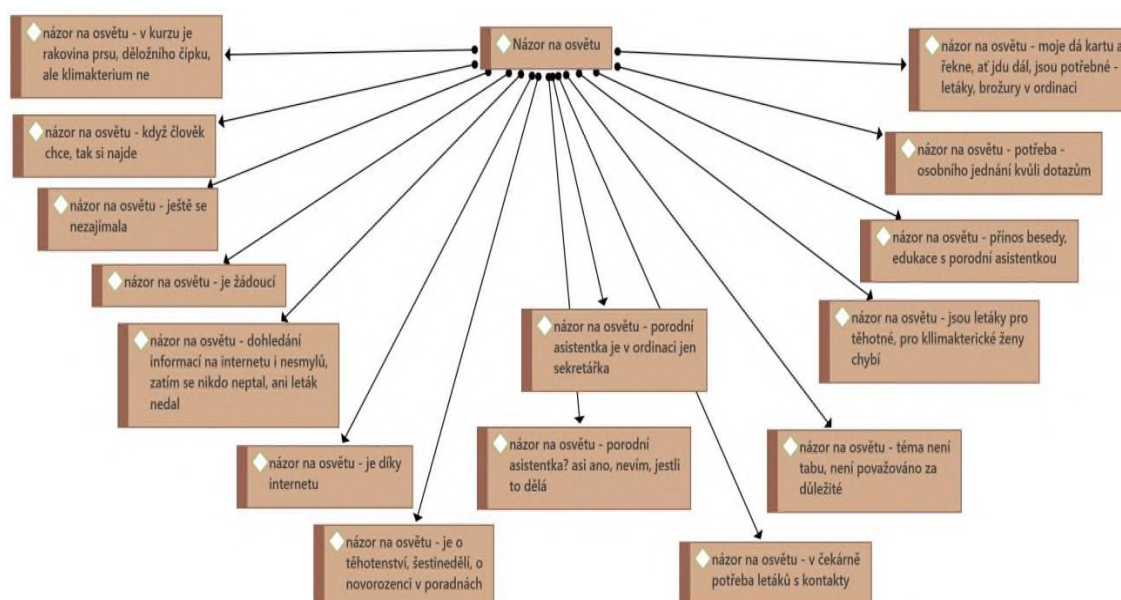 Názor na osvětu
názor na osvětu - v kurzu je
rakovina prsu, děložního čípku,
ale klimakterium ne
názor na osvětu - když člověk
chce, tak si najde
názor na osvětu - ještě se
nezajímala
názor na osvětu - je žádoucí
názor na osvětu - dohledání
informací na internetu i nesmylů,
zatím se nikdo neptal, ani leták
nedal
názor na osvětu - je díky
internetu
názor na osvětu - je o
těhotenství, šestinedělí, o
novorozenci v poradnách
názor na osvětu - porodní
asistentka je v ordinaci jen
sekretářka
názor na osvětu - porodní
asistentka? asi ano, nevím, jestli
to dělá
názor na osvětu - v čekárně
potřeba letáků s kontakty
názor na osvětu - téma není
tabu, není považováno za
důležité
názor na osvětu - jsou letáky pro
těhotné, pro kllimakterické ženy
chybí
názor na osvětu - přínos besedy,
edukace s porodní asistentkou
názor na osvětu - potřeba -
osobního jednání kvůli dotazům
názor na osvětu - moje dá kartu a
řekne, ať jdu dál, jsou potřebné -
letáky, brožury v ordinaci